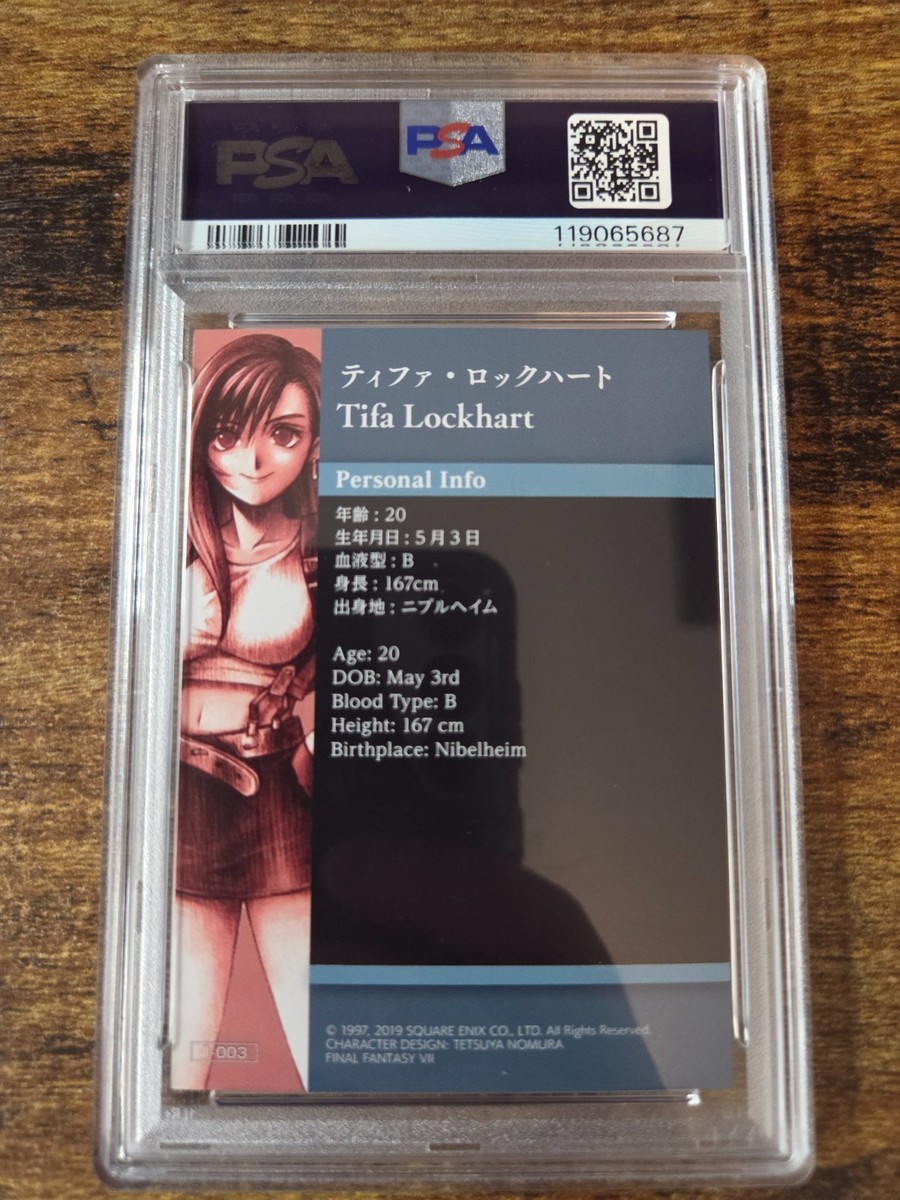 PSA
PSA
119065687
ティファ・ロックハート
Tifa Lockhart
Personal Info
年齢 : 20
生年月日 : 5月3日
血液型 : B
身長 : 167cm
出身地 : ニブルヘイム
Age: 20
DOB: May 3rd
Blood Type: B
Height: 167 cm
Birthplace: Nibelheim
© 1997, 2019 SQUARE ENIX CO., LTD. All Rights Reserved.
CHARACTER DESIGN: TETSUYA NOMURA
FINAL FANTASY VII